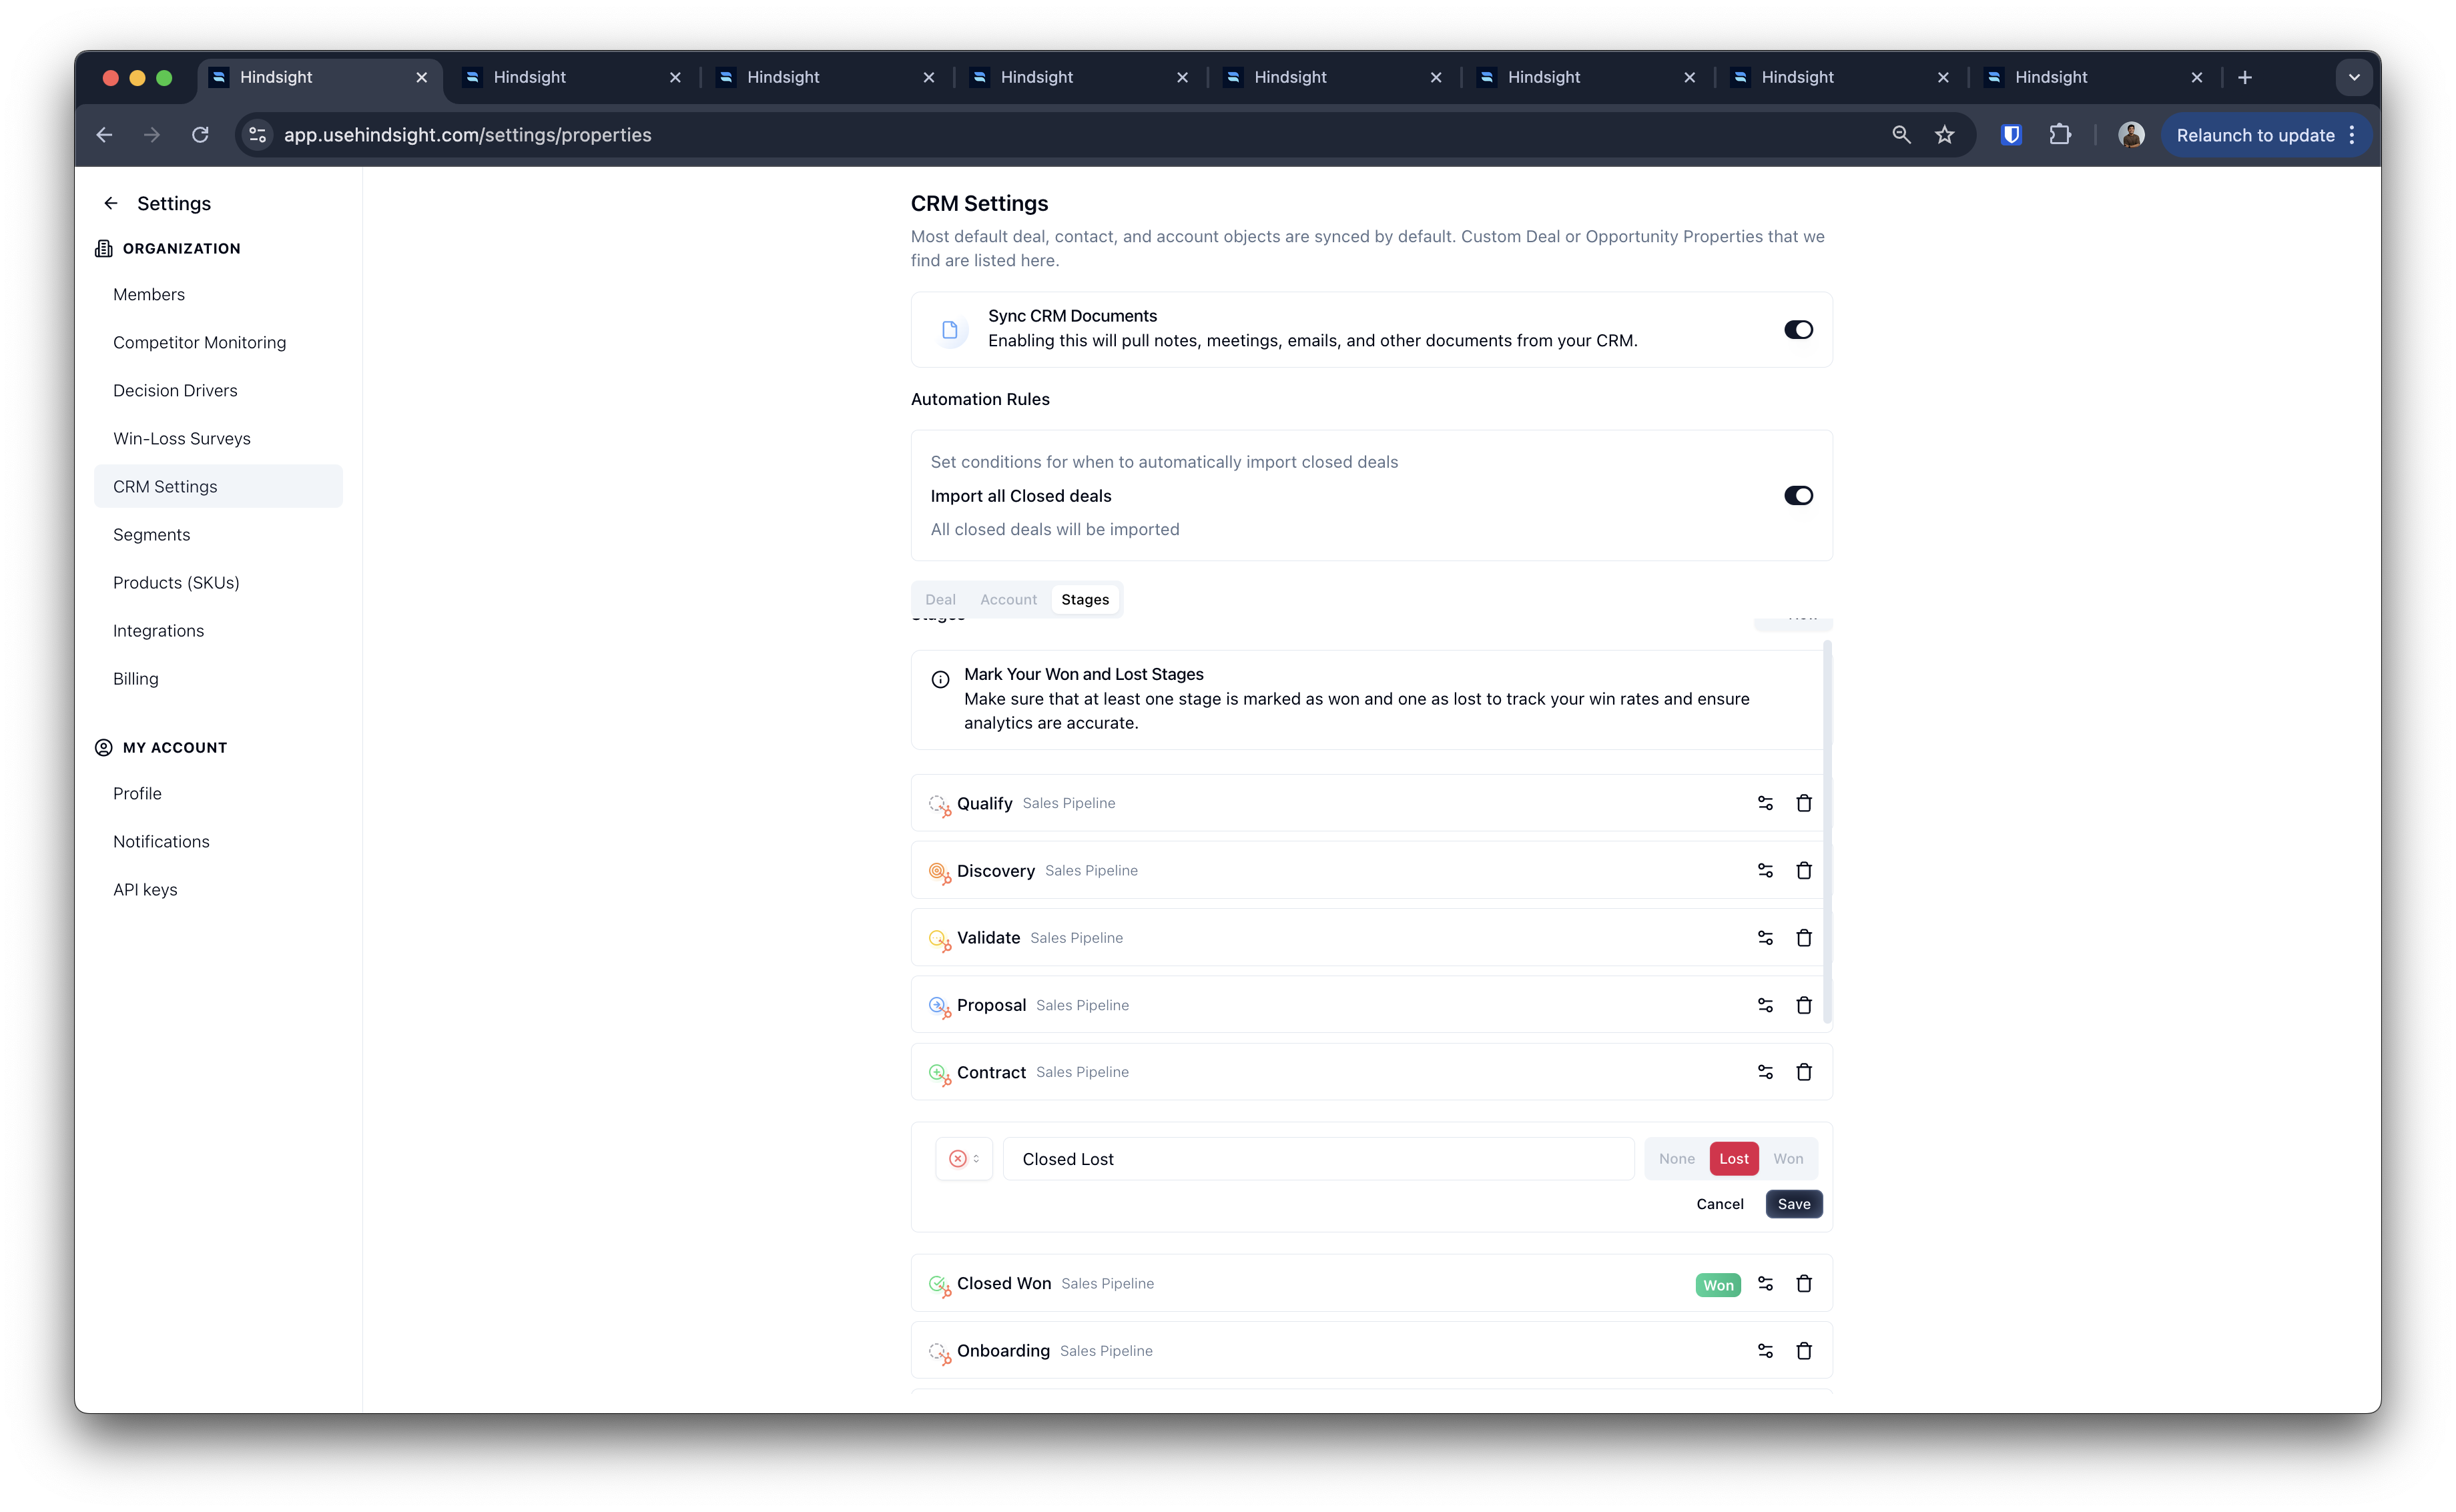 Hindsight
Hindsight
Hindsight
Hindsight
Hindsight
Hindsight
Hindsight
Hindsight
app.usehindsight.com/settings/properties
Relaunch to update
Settings
ORGANIZATION
Members
Competitor Monitoring
Decision Drivers
Win-Loss Surveys
CRM Settings
Segments
Products (SKUs)
Integrations
Billing
MY ACCOUNT
Profile
Notifications
API keys
CRM Settings
Most default deal, contact, and account objects are synced by default. Custom Deal or Opportunity Properties that we
find are listed here.
Sync CRM Documents
Enabling this will pull notes, meetings, emails, and other documents from your CRM.
Automation Rules
Set conditions for when to automatically import closed deals
Import all Closed deals
All closed deals will be imported
Deal Account Stages
Stages
Mark Your Won and Lost Stages
Make sure that at least one stage is marked as won and one as lost to track your win rates and ensure
analytics are accurate.
Qualify Sales Pipeline
Discovery Sales Pipeline
Validate Sales Pipeline
Proposal Sales Pipeline
Contract Sales Pipeline
Closed Lost None Lost Won
Cancel Save
Closed Won Sales Pipeline Won
Onboarding Sales Pipeline